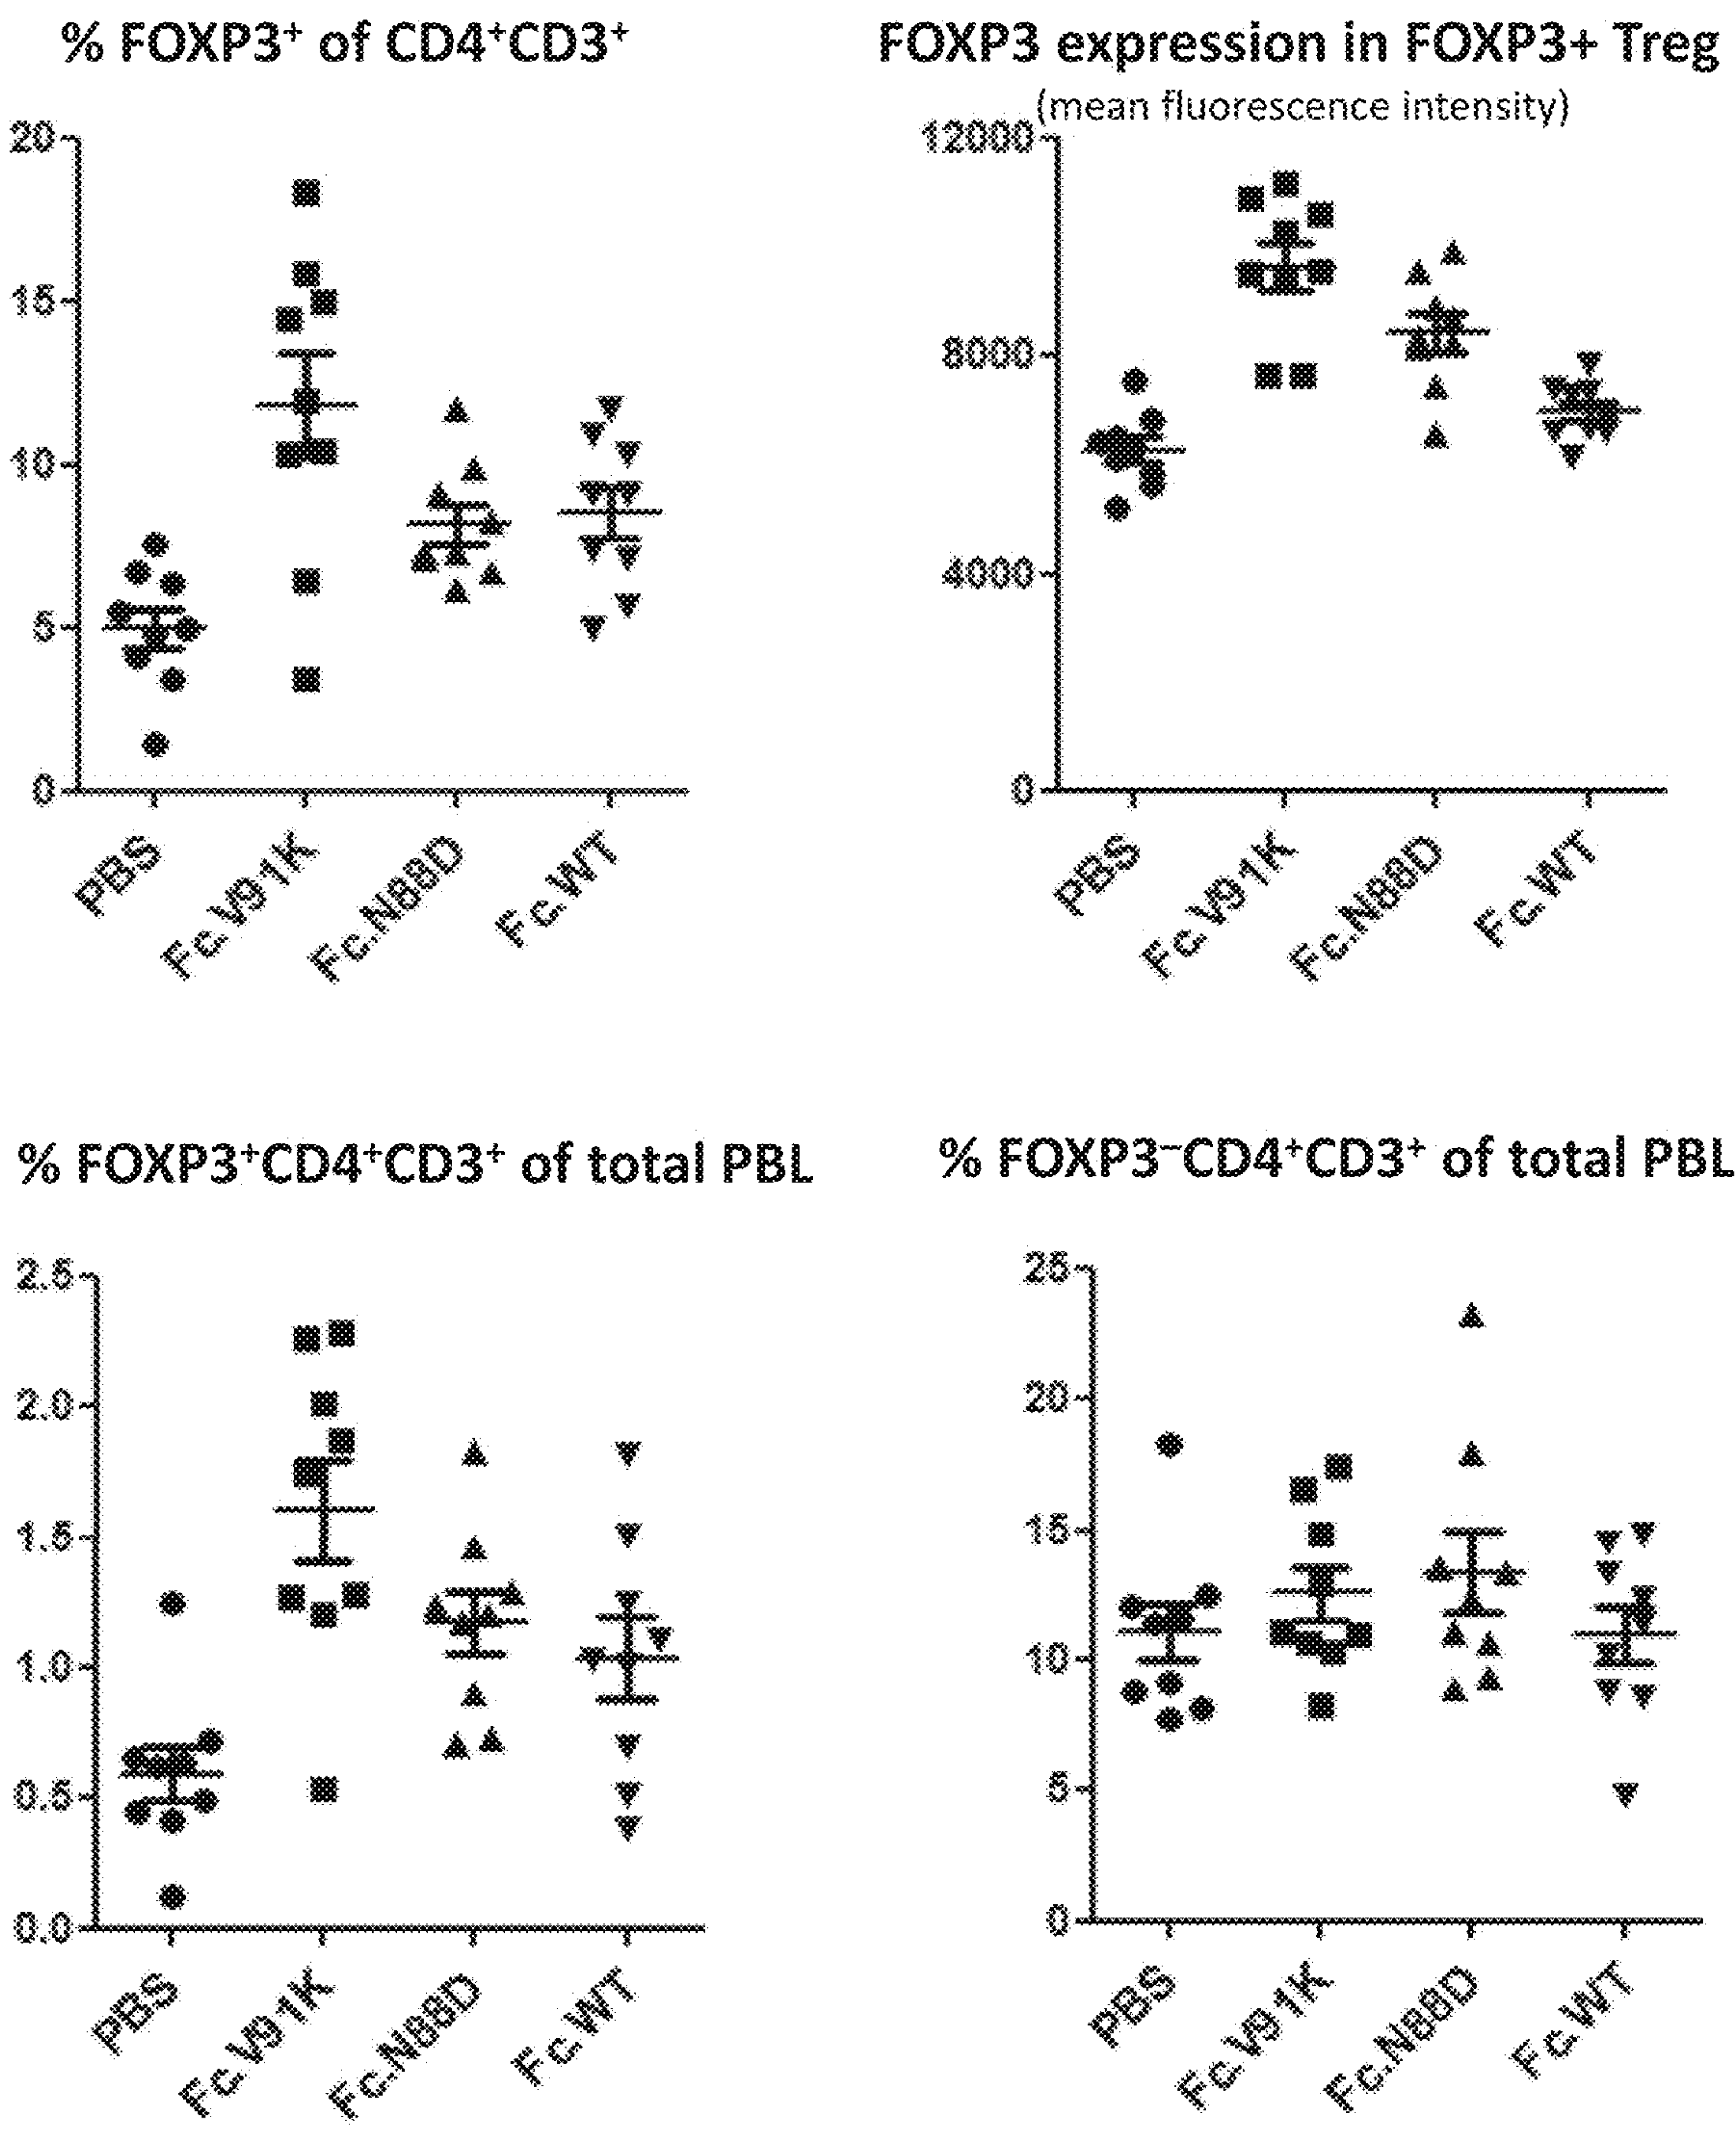 % FOXP3⁺ of CD4⁺CD3⁺
20
15
10
5
0
PBS
Fc.V91K
Fc.N88D
Fc.WT
FOXP3 expression in FOXP3+ Treg
(mean fluorescence intensity)
12000
8000
4000
0
PBS
Fc.V91K
Fc.N88D
Fc.WT
% FOXP3⁺CD4⁺CD3⁺ of total PBL
2.5
2.0
1.5
1.0
0.5
0.0
PBS
Fc.V91K
Fc.N88D
Fc.WT
% FOXP3⁻CD4⁺CD3⁺ of total PBL
25
20
15
10
5
0
PBS
Fc.V91K
Fc.N88D
Fc.WT